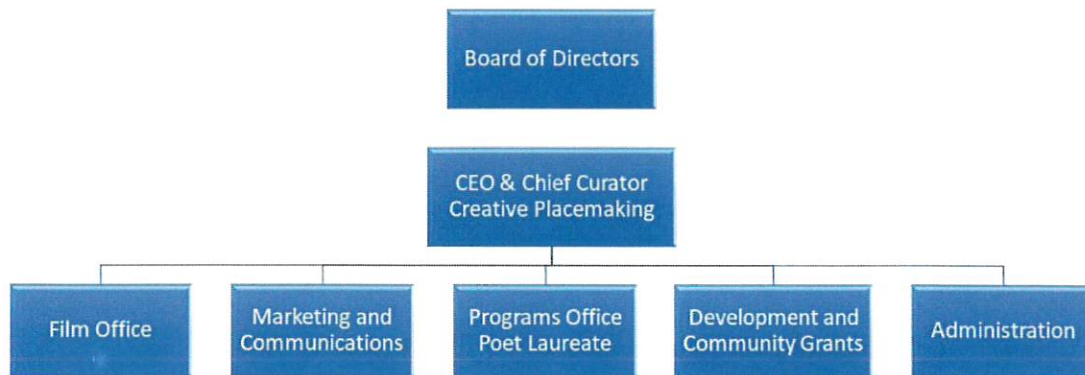 Board of Directors
CEO & Chief Curator
Creative Placemaking
Film Office
Marketing and
Communications
Programs Office
Poet Laureate
Development and
Community Grants
Administration